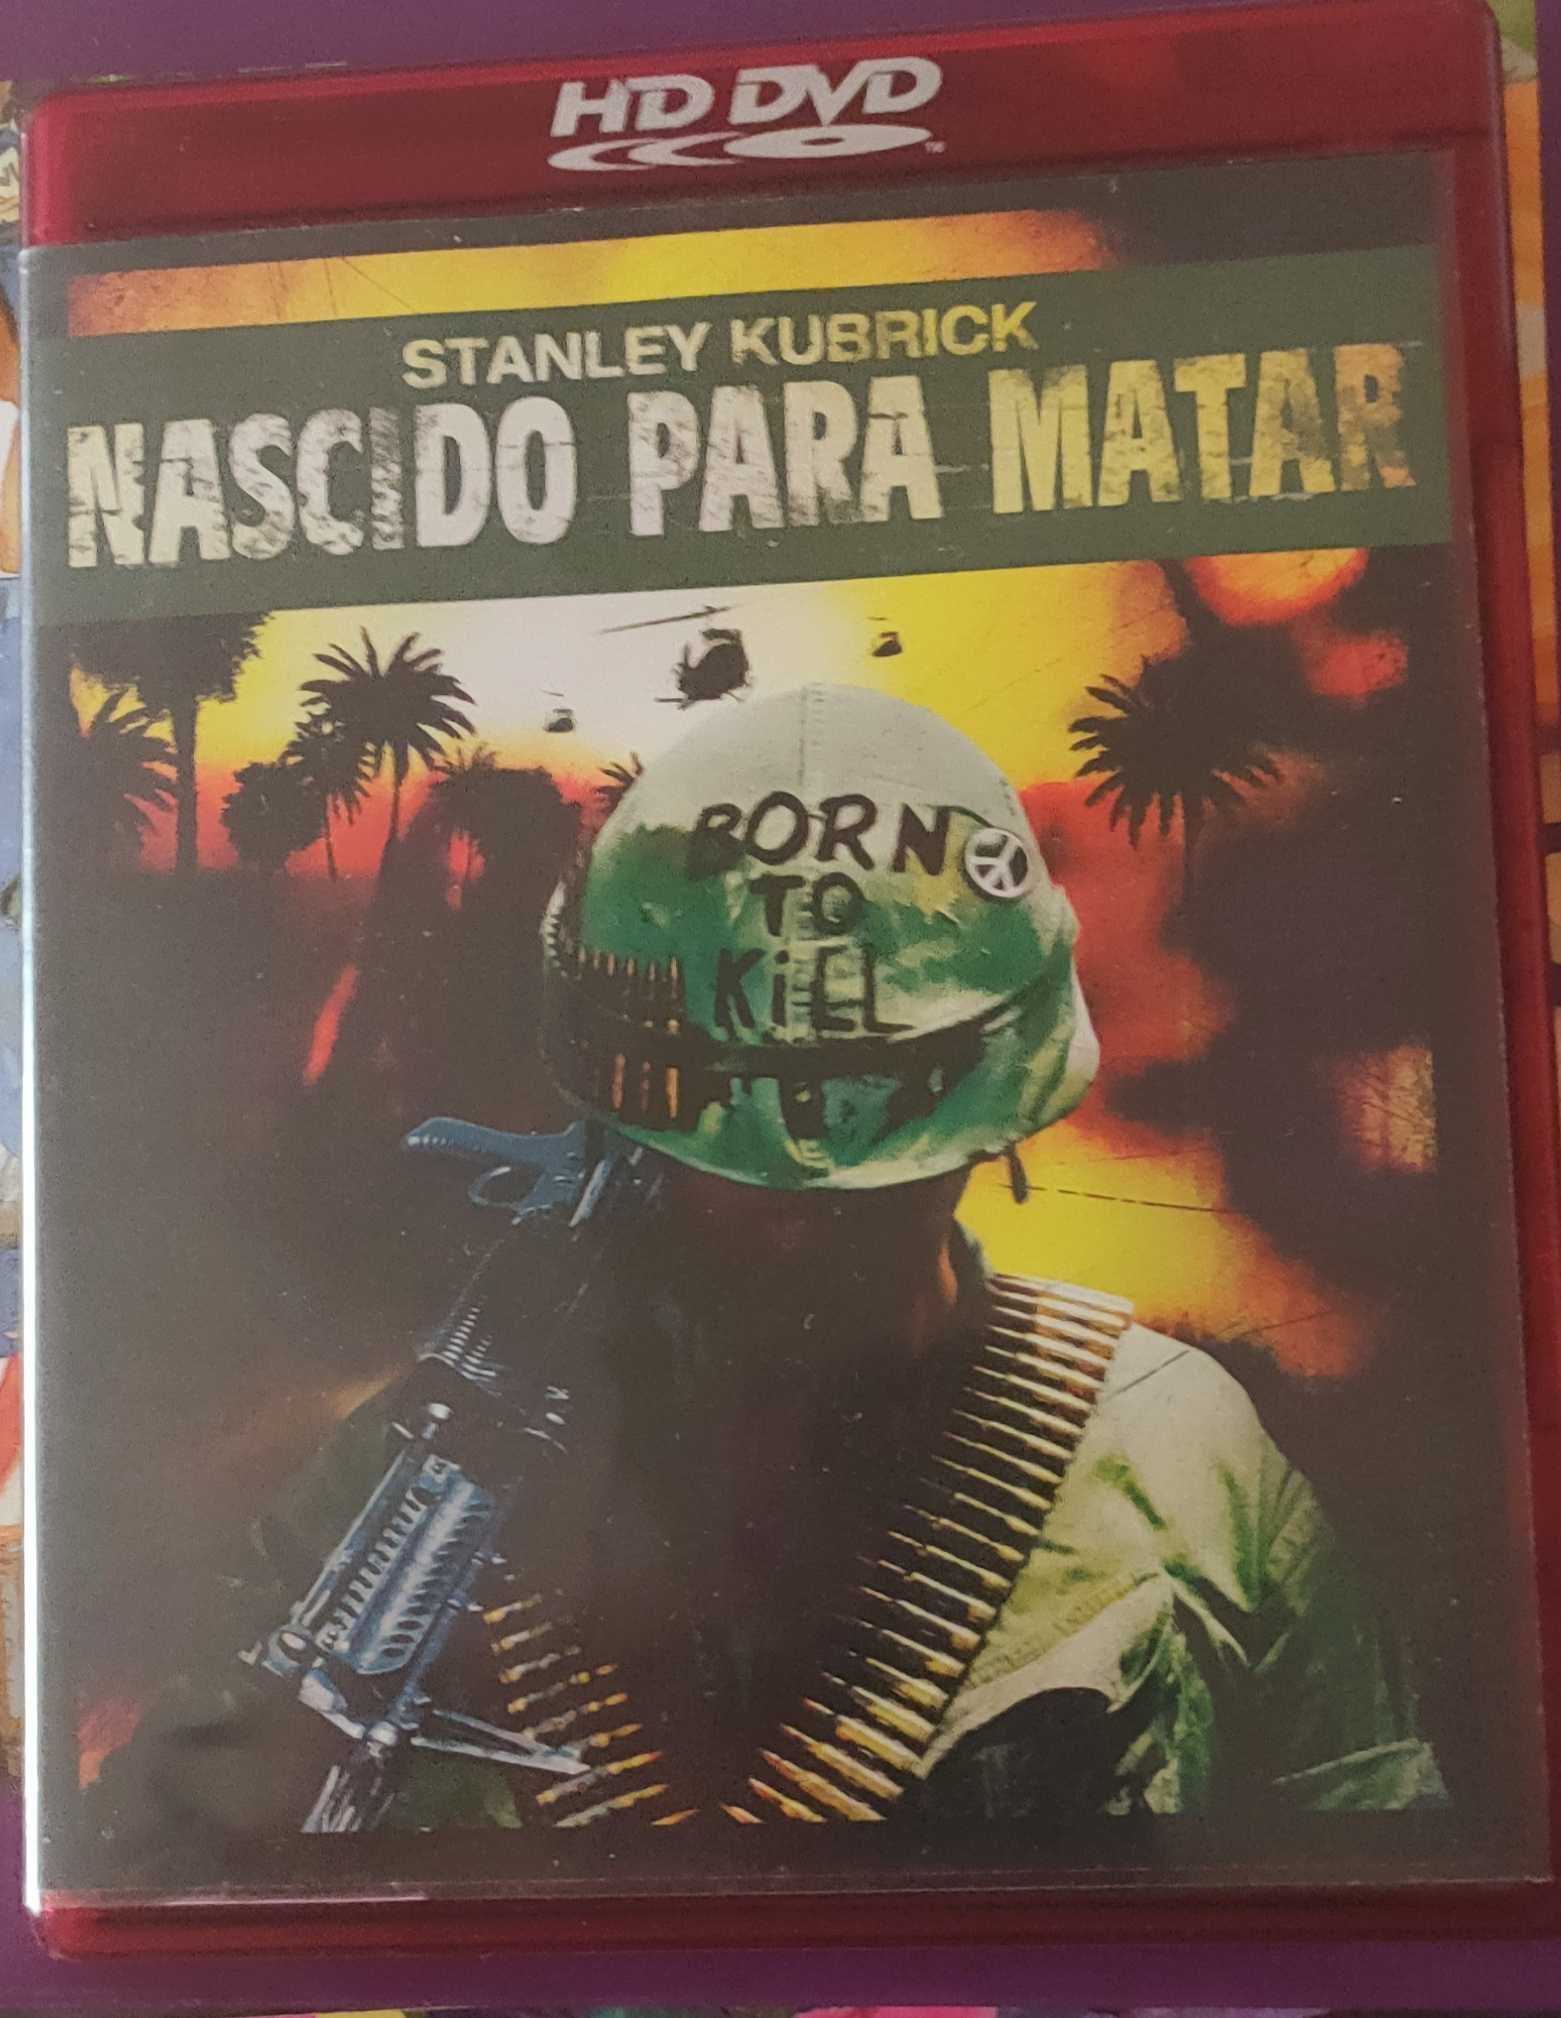 HD DVD
STANLEY KUBRICK
NASCIDO PARA MATAR
BORN
TO
KiLL